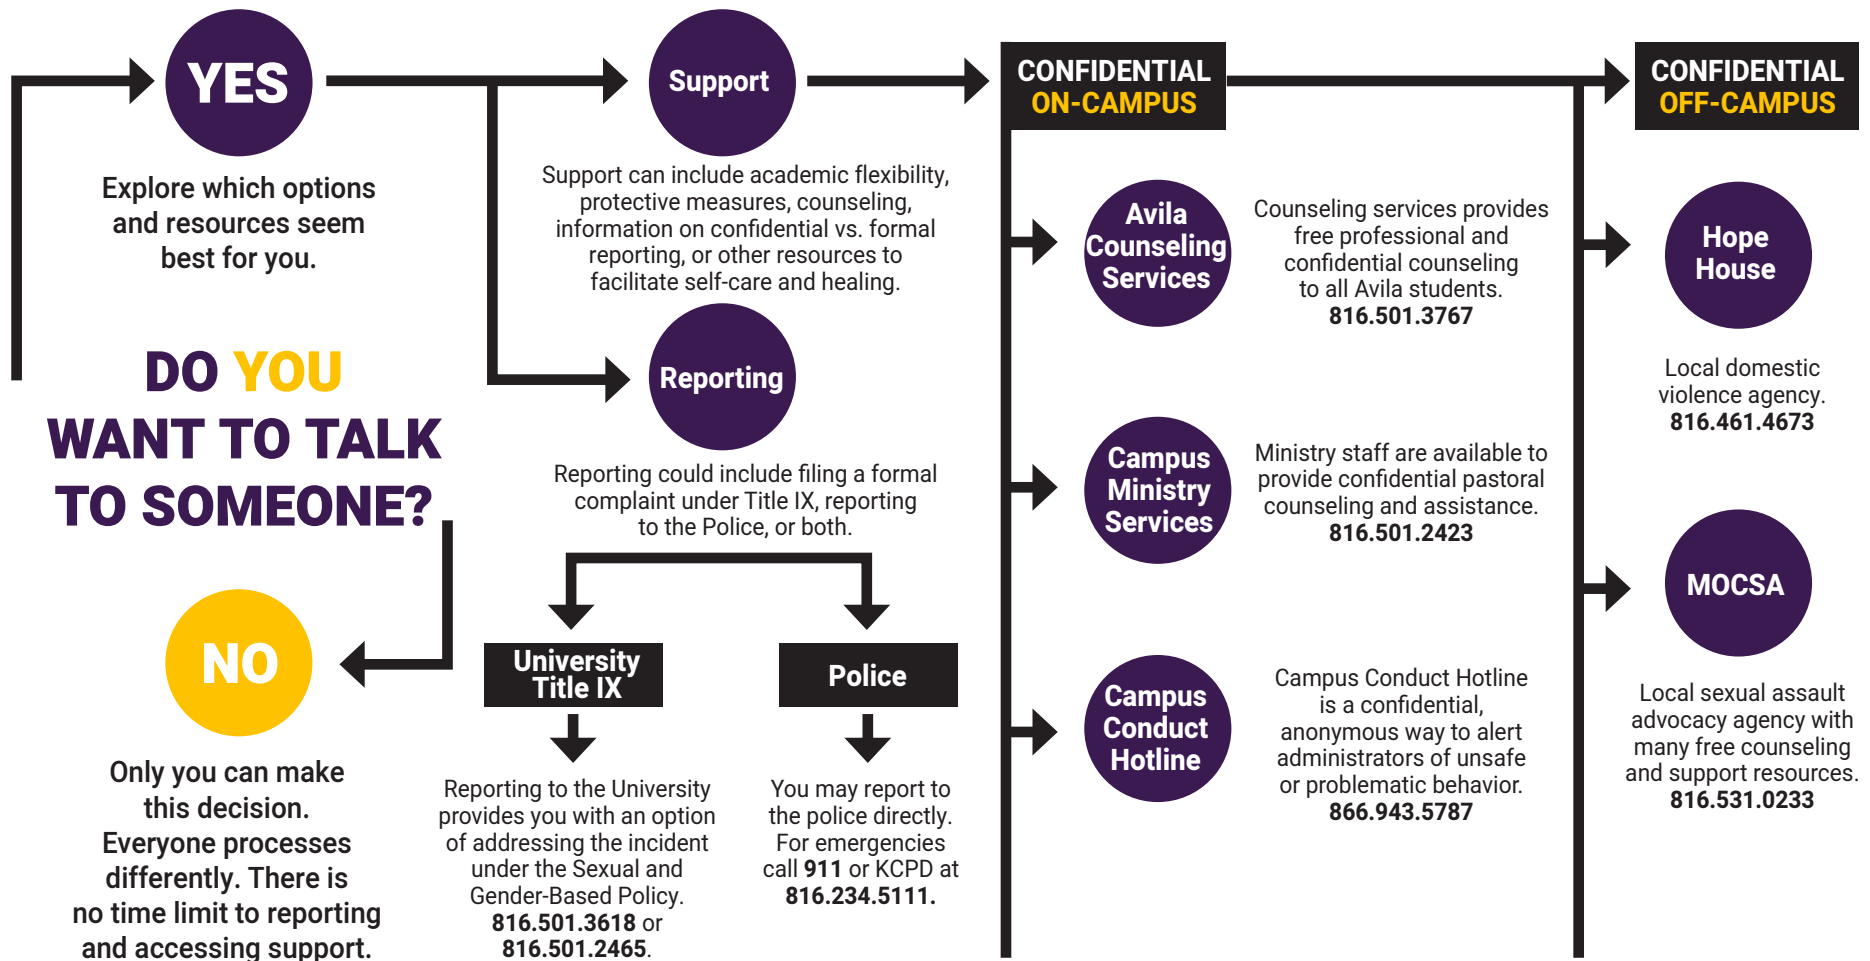 YES
Explore which options
and resources seem
best for you.
DO YOU
WANT TO TALK
TO SOMEONE?
NO
Only you can make
this decision.
Everyone processes
differently. There is
no time limit to reporting
and accessing support.
Support
Support can include academic flexibility,
protective measures, counseling,
information on confidential vs. formal
reporting, or other resources to
facilitate self-care and healing.
Reporting
Reporting could include filing a formal
complaint under Title IX, reporting
to the Police, or both.
University
Title IX
Reporting to the University
provides you with an option
of addressing the incident
under the Sexual and
Gender-Based Policy.
816.501.3618 or
816.501.2465.
Police
You may report to
the police directly.
For emergencies
call 911 or KCPD at
816.234.5111.
CONFIDENTIAL
ON-CAMPUS
Avila
Counseling
Services
Counseling services provides
free professional and
confidential counseling
to all Avila students.
816.501.3767
Campus
Ministry
Services
Ministry staff are available to
provide confidential pastoral
counseling and assistance.
816.501.2423
Campus
Conduct
Hotline
Campus Conduct Hotline
is a confidential,
anonymous way to alert
administrators of unsafe
or problematic behavior.
866.943.5787
CONFIDENTIAL
OFF-CAMPUS
Hope
House
Local domestic
violence agency.
816.461.4673
MOCSA
Local sexual assault
advocacy agency with
many free counseling
and support resources.
816.531.0233